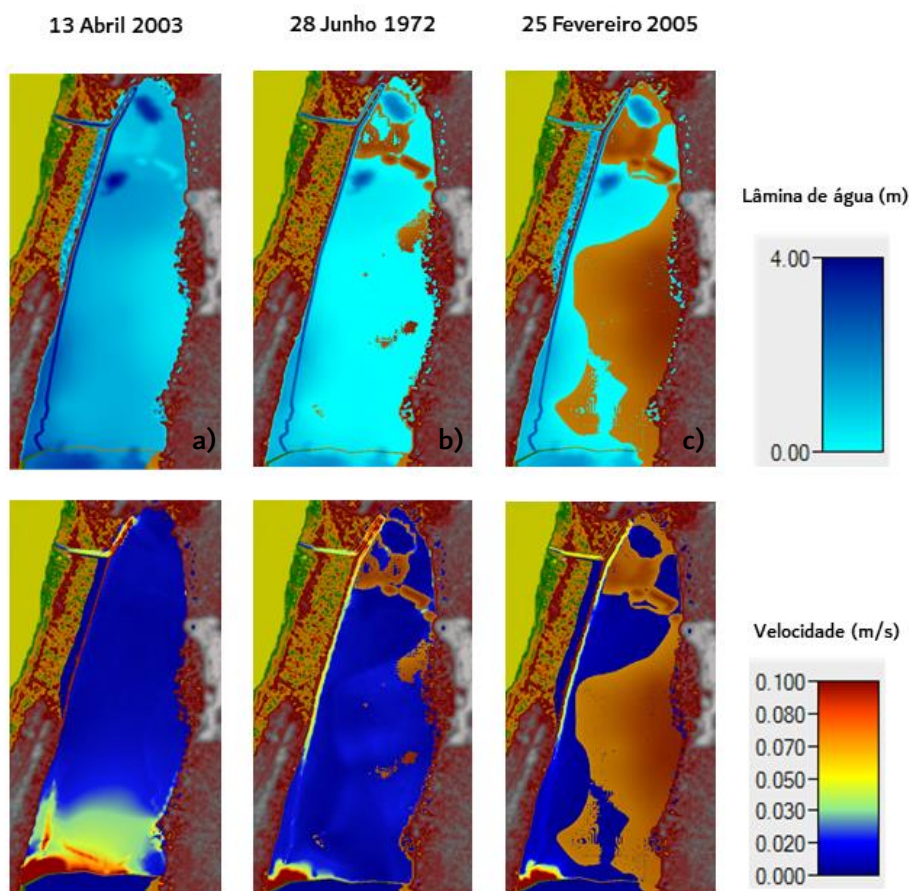 13 Abril 2003
28 Junho 1972
25 Fevereiro 2005
a)
b)
c)
Lâmina de água (m)
4.00
0.00
Velocidade (m/s)
0.100
0.080
0.070
0.050
0.030
0.020
0.000